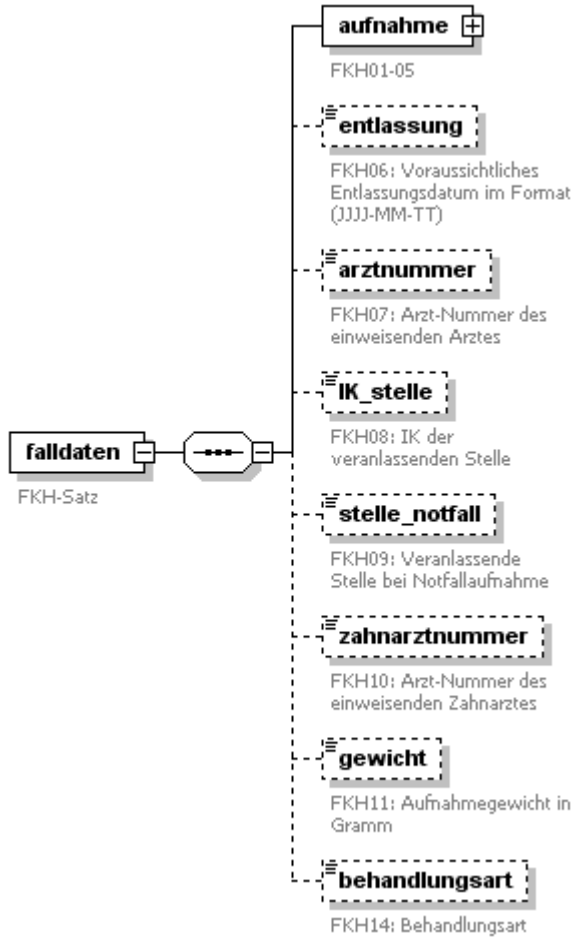 aufnahme
FKH01-05
entlassung
FKH06: Voraussichtliches
Entlassungsdatum im Format
(JJJJ-MM-TT)
arztnummer
FKH07: Arzt-Nummer des
einweisenden Arztes
IK_stelle
FKH08: IK der
veranlassenden Stelle
falldaten
FKH-Satz
stelle_notfall
FKH09: Veranlassende
Stelle bei Notfallaufnahme
zahnarztnummer
FKH10: Arzt-Nummer des
einweisenden Zahnarztes
gewicht
FKH11: Aufnahmegewicht in
Gramm
behandlungsart
FKH14: Behandlungsart